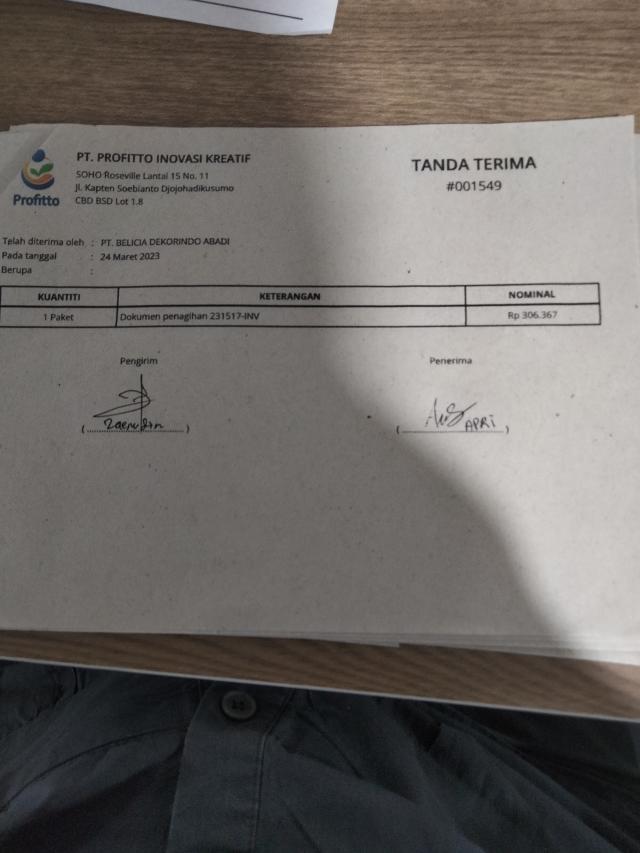 PT. PROFITTO INOVASI KREATIF
SOHO Roseville Lantai 15 No. 11
Jl. Kapten Soebianto Djojohadikusumo
CBD BSD Lot 1.8
Profitto
TANDA TERIMA
#001549
Telah diterima oleh : PT. BELICIA DEKORINDO ABADI
Pada tanggal : 24 Maret 2023
Berupa :
KUANTITI KETERANGAN NOMINAL
1 Paket Dokumen penagihan 231517-INV Rp 306.367
Pengirim Penerima
(Zaenudin) (APRI)